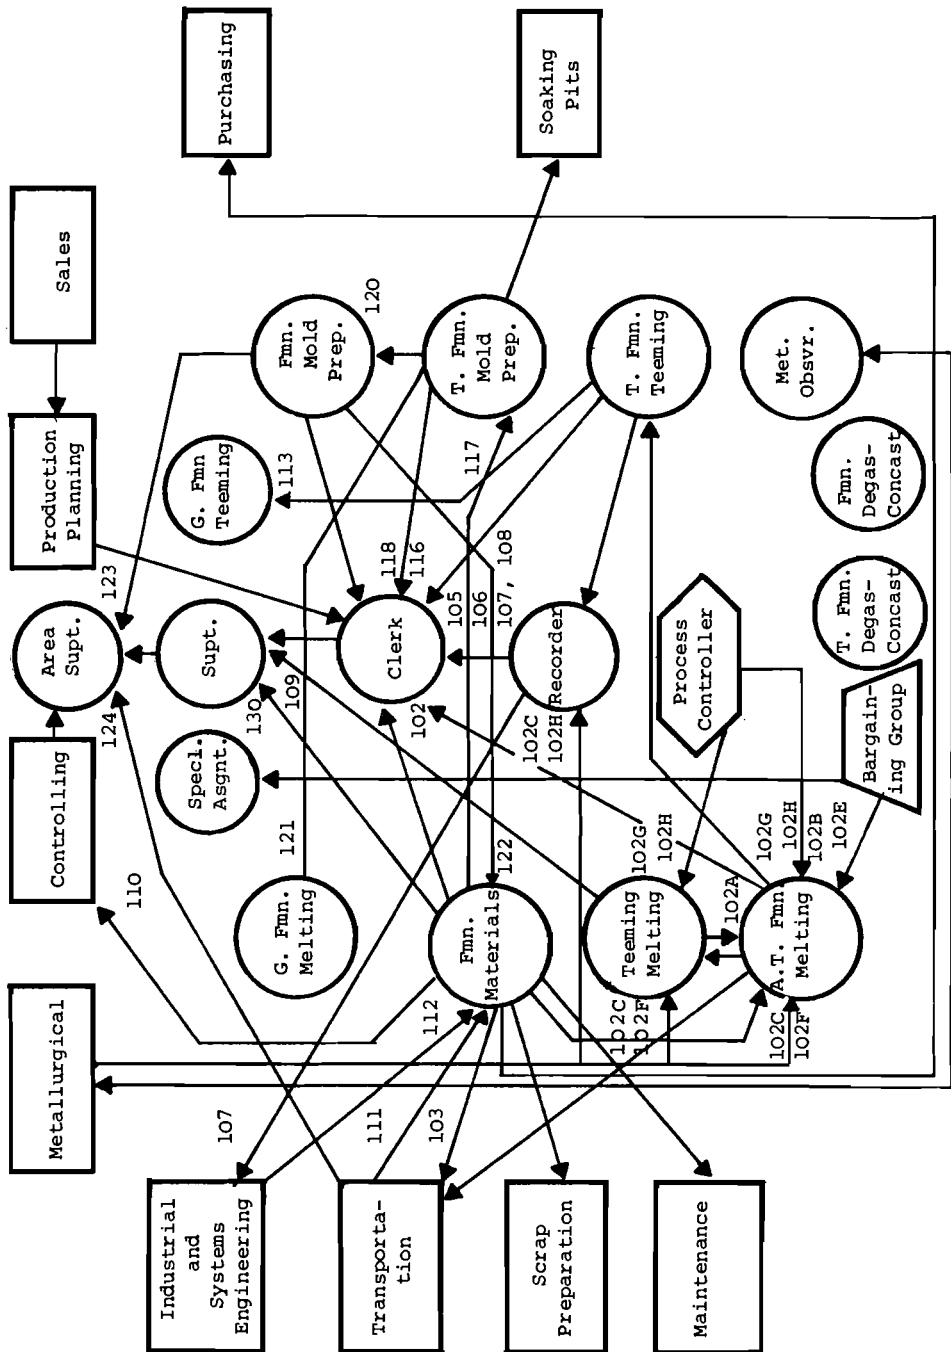 Metallurgical
Controlling
Production
Planning
Sales
Purchasing
Soaking
Pits
Industrial
and
Systems
Engineering
Transporta-
tion
Scrap
Preparation
Maintenance
Area
Supt.
Supt.
Specl.
Asgnt.
G. Fmn
Teeming
Fmn.
Mold
Prep.
T. Fmn.
Mold
Prep.
T. Fmn.
Teeming
Met.
Obsvr.
Fmn.
Degas-
Concast
T. Fmn.
Degas-
Concast
Clerk
Recorder
Process
Controller
Bargain-
ing Group
G. Fmn.
Melting
Fmn.
Materials
Teeming
Melting
A.T. Fmn.
Melting
110
124
123
107
111
103
112
121
130
109
113
120
117
118
116
105
106
107, 108
102
102C
102H
122
102G
102H
102A
102C
102F
102C
102F
102G
102H
102B
102E